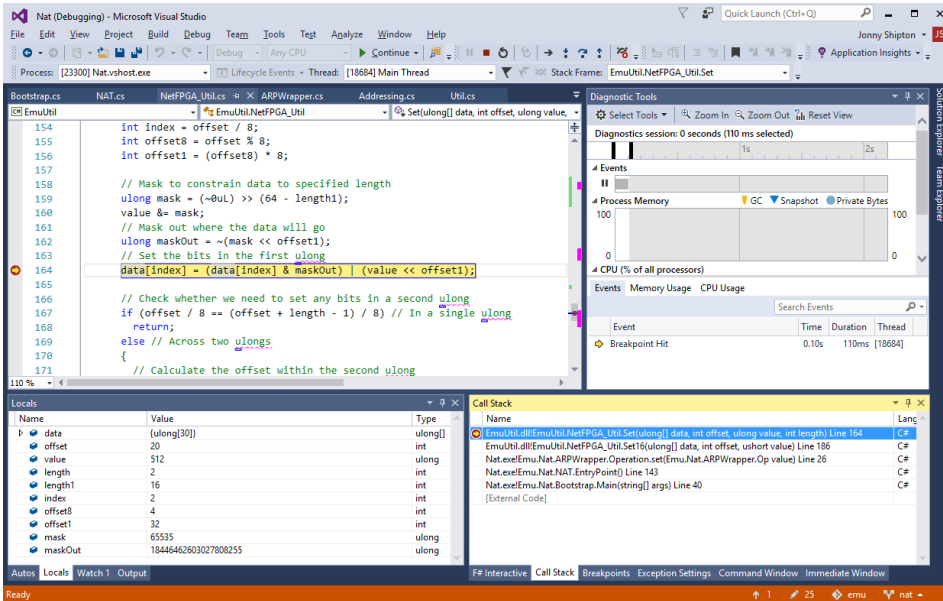 Nat (Debugging) - Microsoft Visual Studio
Quick Launch (Ctrl+Q)
File Edit View Project Build Debug Team Tools Test Analyze Window Help
Jonny Shipton JS
Debug Any CPU Continue Application Insights
Process: [23300] Nat.vshost.exe Lifecycle Events Thread: [18684] Main Thread Stack Frame: EmuUtil.NetFPGA_Util.Set
Bootstrap.cs NAT.cs NetFPGA_Util.cs ARPWrapper.cs Addressing.cs Util.cs
EmuUtil EmuUtil.NetFPGA_Util Set(ulong[] data, int offset, ulong value,
154 int index = offset / 8;
155 int offset8 = offset % 8;
156 int offset1 = (offset8) * 8;
157
158 // Mask to constrain data to specified length
159 ulong mask = (~0uL) >> (64 - length1);
160 value &= mask;
161 // Mask out where the data will go
162 ulong maskOut = ~(mask << offset1);
163 // Set the bits in the first ulong
164 data[index] = (data[index] & maskOut) | (value << offset1);
165
166 // Check whether we need to set any bits in a second ulong
167 if (offset / 8 == (offset + length - 1) / 8) // In a single ulong
168 return;
169 else // Across two ulongs
170 {
171 // Calculate the offset within the second ulong
110 %
Diagnostic Tools
Select Tools Zoom In Zoom Out Reset View
Diagnostics session: 0 seconds (110 ms selected)
1s 2s
Events
Process Memory GC Snapshot Private Bytes
100 100
0 0
CPU (% of all processors)
Events Memory Usage CPU Usage
Search Events
Event Time Duration Thread
Breakpoint Hit 0.10s 110ms [18684]
Solution Explorer
Team Explorer
Locals
Name Value Type
data {ulong[30]} ulong[]
offset 20 int
value 512 ulong
length 2 int
length1 16 int
index 2 int
offset8 4 int
offset1 32 int
mask 65535 ulong
maskOut 18446462603027808255 ulong
Autos Locals Watch 1 Output
Call Stack
Name Lang
EmuUtil.dll!EmuUtil.NetFPGA_Util.Set(ulong[] data, int offset, ulong value, int length) Line 164 C#
EmuUtil.dll!EmuUtil.NetFPGA_Util.Set16(ulong[] data, int offset, ushort value) Line 186 C#
Nat.exe!Emu.Nat.ARPWrapper.Operation.set(Emu.Nat.ARPWrapper.Op value) Line 26 C#
Nat.exe!Emu.Nat.NAT.EntryPoint() Line 143 C#
Nat.exe!Emu.Nat.Bootstrap.Main(string[] args) Line 40 C#
[External Code]
F# Interactive Call Stack Breakpoints Exception Settings Command Window Immediate Window
Ready 1 25 emu nat